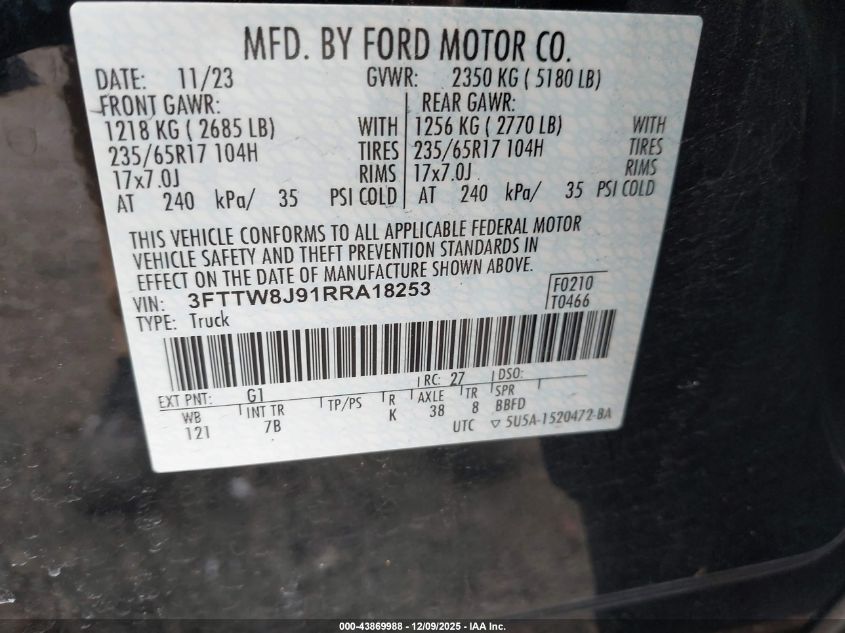 MFD. BY FORD MOTOR CO.
DATE: 11/23 GVWR: 2350 KG ( 5180 LB)
FRONT GAWR: REAR GAWR:
1218 KG ( 2685 LB) WITH 1256 KG ( 2770 LB) WITH
235/65R17 104H TIRES 235/65R17 104H TIRES
17x7.0J RIMS 17x7.0J RIMS
AT 240 kPa/ 35 PSI COLD AT 240 kPa/ 35 PSI COLD
THIS VEHICLE CONFORMS TO ALL APPLICABLE FEDERAL MOTOR
VEHICLE SAFETY AND THEFT PREVENTION STANDARDS IN
EFFECT ON THE DATE OF MANUFACTURE SHOWN ABOVE.
VIN: 3FTTW8J91RRA18253 F0210
TYPE: Truck T0466
EXT PNT: G1 RC: 27 DSO:
WB INT TR TP/PS R AXLE TR SPR
121 7B K 38 8 BBFD
UTC ▽ 5U5A-1520472-BA
000-43869988 - 12/09/2025 - IAA Inc.